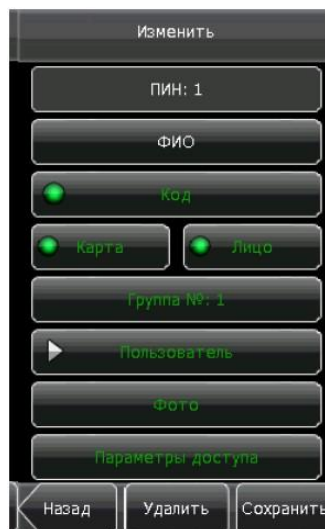 Изменить
ПИН: 1
ФИО
Код
Карта Лицо
Группа №: 1
Пользователь
Фото
Параметры доступа
Назад Удалить Сохранить